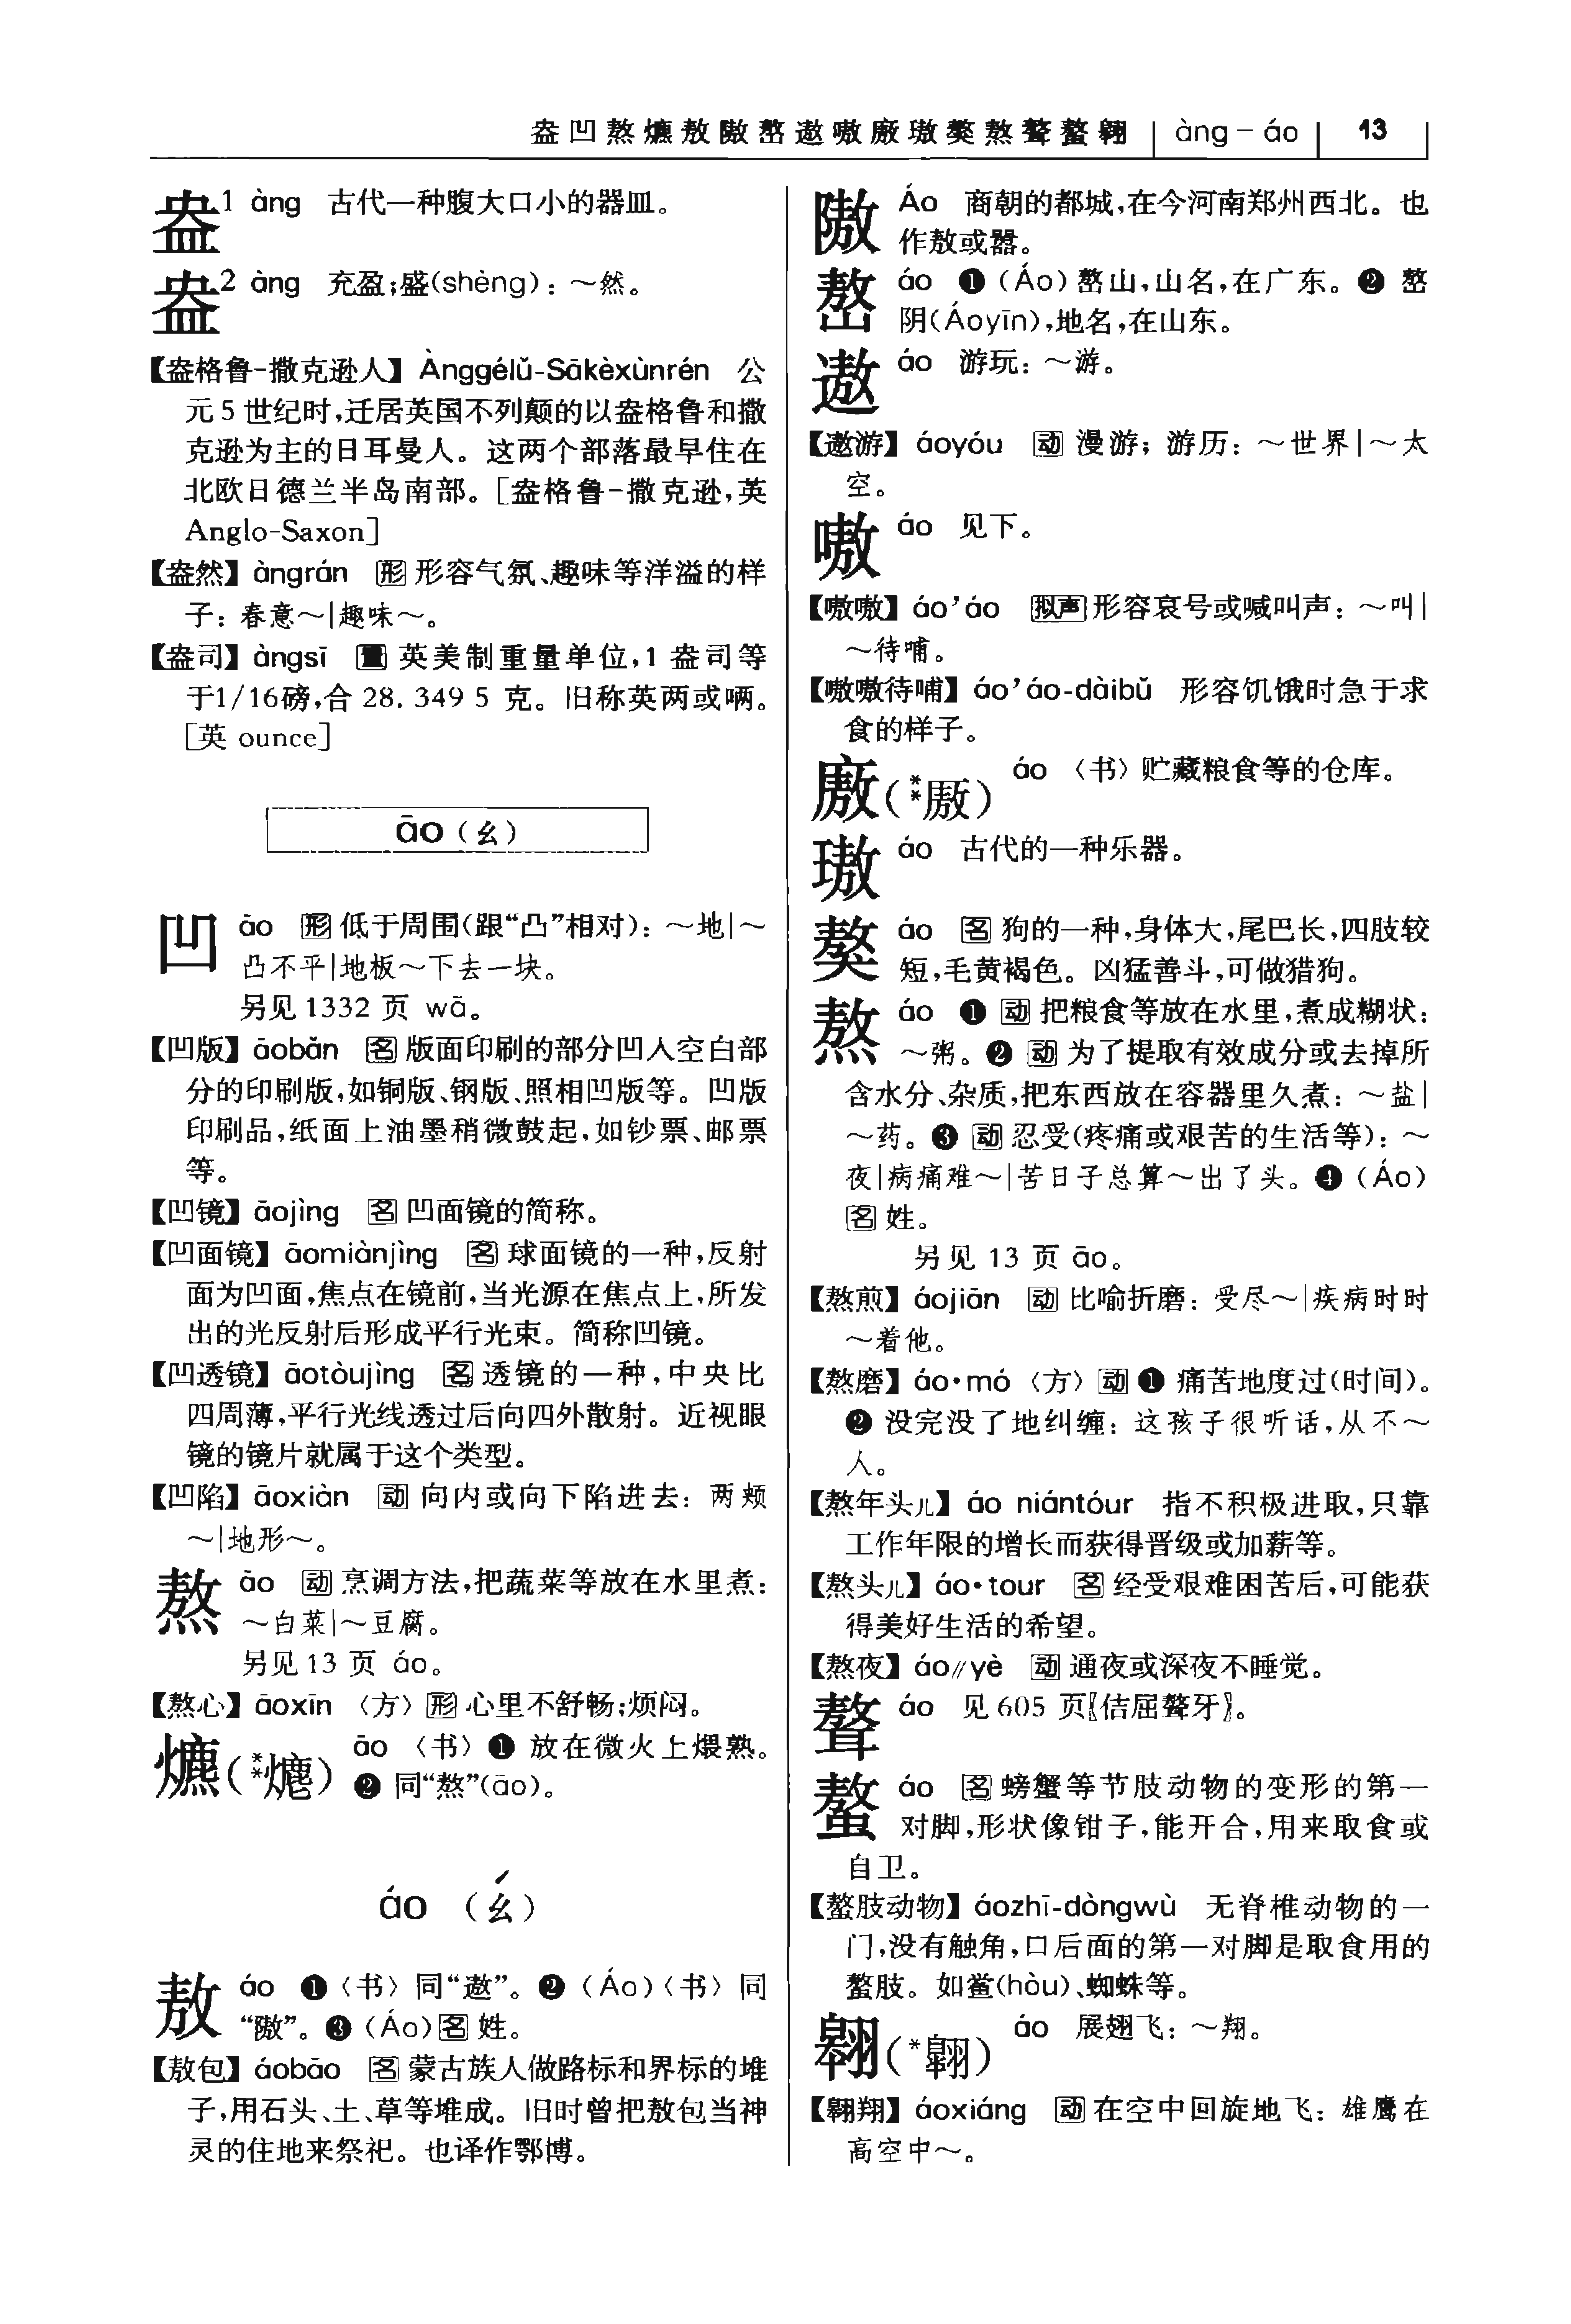 盎凹熬爊敖隞嶅遨嗷廒璈獒熬聱螯翱 àng－áo 13
盎1 àng 古代一种腹大口小的器皿。
盎2 àng 充盈;盛(shèng)：～然。
【盎格鲁-撒克逊人】Ànggélǔ-Sākèxùnrén 公
元5世纪时,迁居英国不列颠的以盎格鲁和撒
克逊为主的日耳曼人。这两个部落最早住在
北欧日德兰半岛南部。[盎格鲁-撒克逊,英
Anglo-Saxon]
【盎然】àngrán 形 形容气氛、趣味等洋溢的样
子：春意～|趣味～。
【盎司】àngsī 量 英美制重量单位,1 盎司等
于1/16磅,合 28.349 5 克。旧称英两或唡。
[英 ounce]
āo（ㄠ）
凹 āo 形 低于周围(跟“凸”相对)：～地|～
凸不平|地板～下去一块。
另见1332 页 wā。
【凹版】āobǎn 名 版面印刷的部分凹入空白部
分的印刷版,如铜版、钢版、照相凹版等。凹版
印刷品,纸面上油墨稍微鼓起,如钞票、邮票
等。
【凹镜】āojìng 名 凹面镜的简称。
【凹面镜】āomiànjìng 名 球面镜的一种,反射
面为凹面,焦点在镜前,当光源在焦点上,所发
出的光反射后形成平行光束。简称凹镜。
【凹透镜】āotòujìng 名 透镜的一种,中央比
四周薄,平行光线透过后向四外散射。近视眼
镜的镜片就属于这个类型。
【凹陷】āoxiàn 动 向内或向下陷进去：两颊
～|地形～。
熬 āo 动 烹调方法,把蔬菜等放在水里煮：
～白菜|～豆腐。
另见13 页 áo。
【熬心】āoxīn 〈方〉形 心里不舒畅;烦闷。
爊(**熝) āo 〈书〉❶ 放在微火上煨熟。
❷ 同“熬”(āo)。
áo （ㄠˊ）
敖 áo ❶〈书〉同“遨”。❷（Áo）〈书〉同
“隞”。❸（Áo）名 姓。
【敖包】áobāo 名 蒙古族人做路标和界标的堆
子,用石头、土、草等堆成。旧时曾把敖包当神
灵的住地来祭祀。也译作鄂博。
隞 Áo 商朝的都城,在今河南郑州西北。也
作敖或嚣。
嶅 áo ❶（Áo）嶅山,山名,在广东。❷ 嶅
阴(Áoyīn),地名,在山东。
遨 áo 游玩：～游。
【遨游】áoyóu 动 漫游；游历：～世界|～太
空。
嗷 áo 见下。
【嗷嗷】áo’áo 拟声 形容哀号或喊叫声：～叫|
～待哺。
【嗷嗷待哺】áo’áo-dàibǔ 形容饥饿时急于求
食的样子。
廒(**厫) áo 〈书〉贮藏粮食等的仓库。
璈 áo 古代的一种乐器。
獒 áo 名 狗的一种,身体大,尾巴长,四肢较
短,毛黄褐色。凶猛善斗,可做猎狗。
熬 áo ❶ 动 把粮食等放在水里,煮成糊状：
～粥。❷ 动 为了提取有效成分或去掉所
含水分、杂质,把东西放在容器里久煮：～盐|
～药。❸ 动 忍受(疼痛或艰苦的生活等)：～
夜|病痛难～|苦日子总算～出了头。❹（Áo）
名 姓。
另见 13 页 āo。
【熬煎】áojiān 动 比喻折磨：受尽～|疾病时时
～着他。
【熬磨】áo•mó 〈方〉动 ❶ 痛苦地度过(时间)。
❷ 没完没了地纠缠：这孩子很听话,从不～
人。
【熬年头儿】áo niántóur 指不积极进取,只靠
工作年限的增长而获得晋级或加薪等。
【熬头儿】áo•tour 名 经受艰难困苦后,可能获
得美好生活的希望。
【熬夜】áo∥yè 动 通夜或深夜不睡觉。
聱 áo 见605 页〖佶屈聱牙〗。
螯 áo 名 螃蟹等节肢动物的变形的第一
对脚,形状像钳子,能开合,用来取食或
自卫。
【螯肢动物】áozhī-dòngwù 无脊椎动物的一
门,没有触角,口后面的第一对脚是取食用的
螯肢。如鲎(hòu)、蜘蛛等。
翱(*翺) áo 展翅飞：～翔。
【翱翔】áoxiáng 动 在空中回旋地飞：雄鹰在
高空中～。